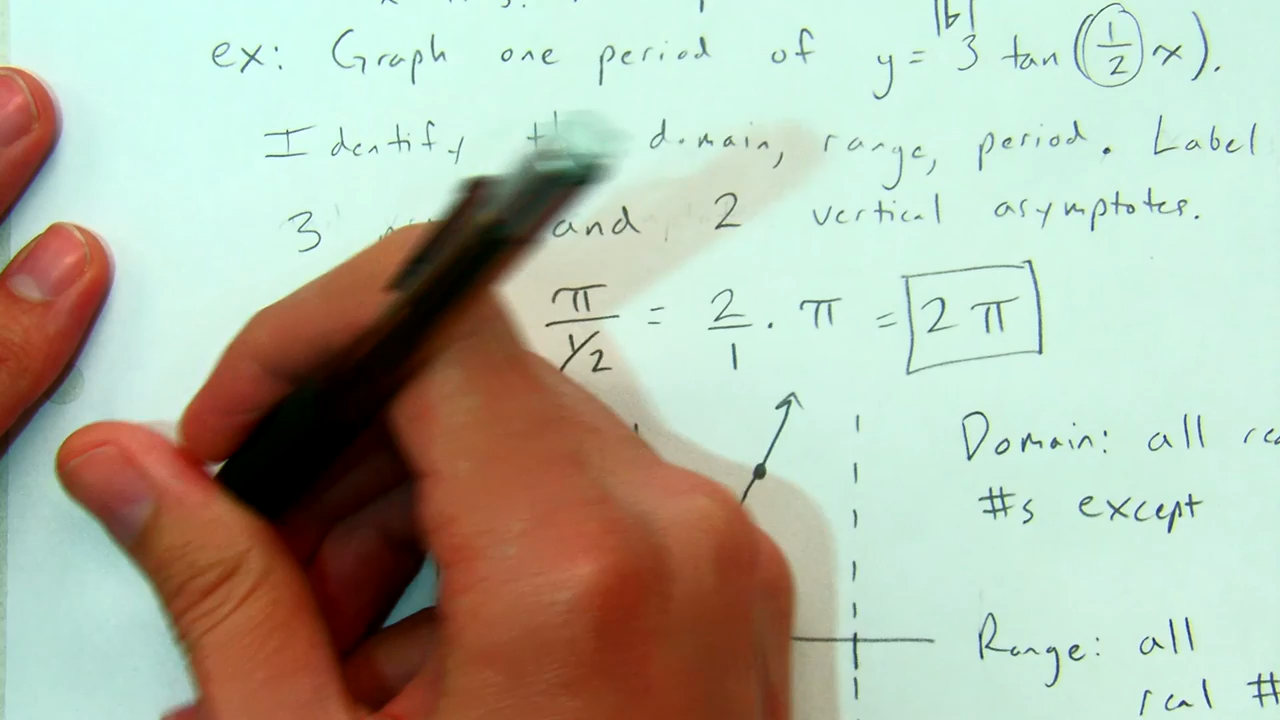 |b|
ex: Graph one period of y = 3 tan (1/2 x).
Identify domain, range, period. Label
3 and 2 vertical asymptotes.
π/1/2 = 2/1 . π = 2π
Domain: all
#s except
Range: all
real #